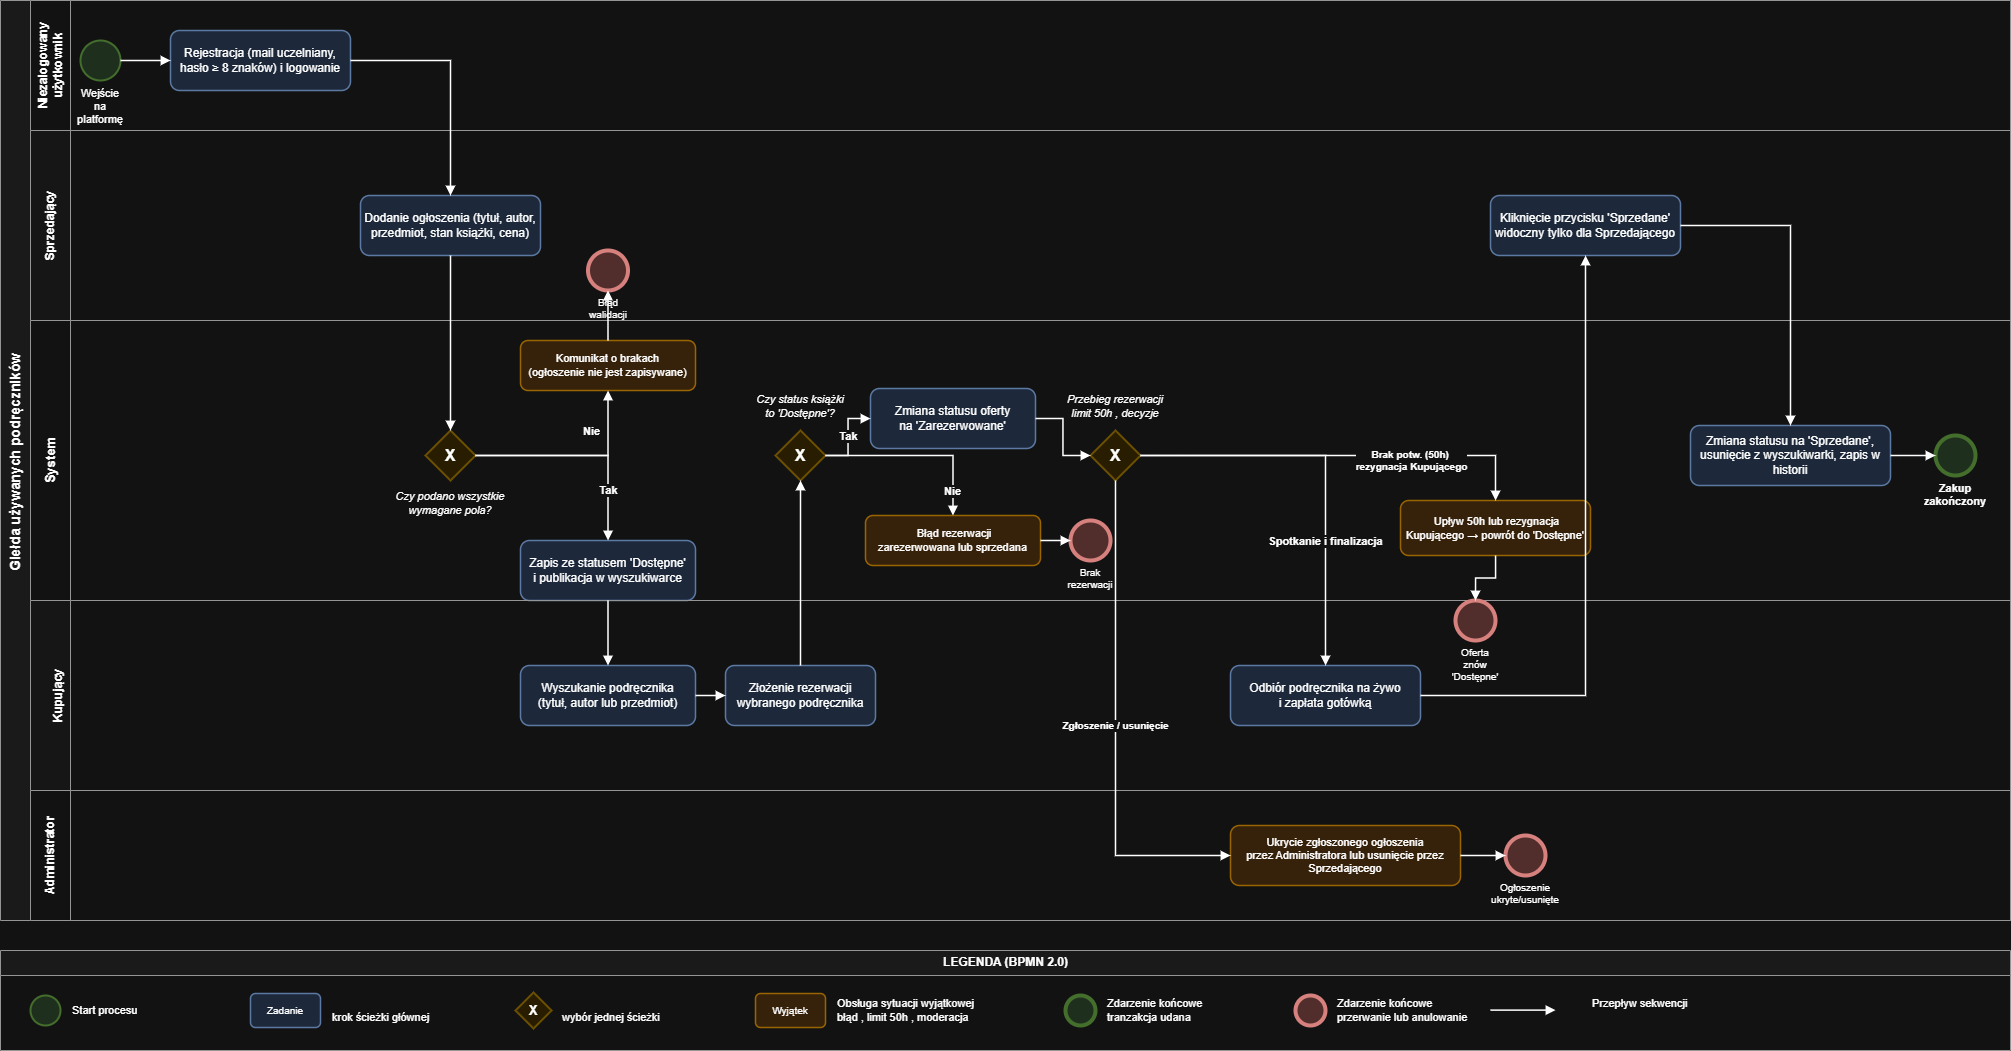 Giełda używanych podręczników
Niezalogowany
użytkownik
Wejście
na
platformę
Rejestracja (mail uczelniany,
hasło ≥ 8 znaków) i logowanie
Sprzedający
Dodanie ogłoszenia (tytuł, autor,
przedmiot, stan książki, cena)
Błąd
walidacji
Kliknięcie przycisku 'Sprzedane'
widoczny tylko dla Sprzedającego
System
Komunikat o brakach
(ogłoszenie nie jest zapisywane)
Nie
X
Czy podano wszystkie
wymagane pola?
Tak
Zapis ze statusem 'Dostępne'
i publikacja w wyszukiwarce
Czy status książki
to 'Dostępne'?
X
Tak
Zmiana statusu oferty
na 'Zarezerwowane'
Nie
Błąd rezerwacji
zarezerwowana lub sprzedana
Brak
rezerwacji
Przebieg rezerwacji
limit 50h , decyzje
X
Brak potw. (50h)
rezygnacja Kupującego
Spotkanie i finalizacja
Upływ 50h lub rezygnacja
Kupującego → powrót do 'Dostępne'
Zmiana statusu na 'Sprzedane',
usunięcie z wyszukiwarki, zapis w
historii
Zakup
zakończony
Kupujący
Wyszukanie podręcznika
(tytuł, autor lub przedmiot)
Złożenie rezerwacji
wybranego podręcznika
Zgłoszenie / usunięcie
Odbiór podręcznika na żywo
i zapłata gotówką
Oferta
znów
'Dostępne'
Administrator
Ukrycie zgłoszonego ogłoszenia
przez Administratora lub usunięcie przez
Sprzedającego
Ogłoszenie
ukryte/usunięte
LEGENDA (BPMN 2.0)
Start procesu
Zadanie
krok ścieżki głównej
X
wybór jednej ścieżki
Wyjątek
Obsługa sytuacji wyjątkowej
błąd , limit 50h , moderacja
Zdarzenie końcowe
tranzakcja udana
Zdarzenie końcowe
przerwanie lub anulowanie
Przepływ sekwencji